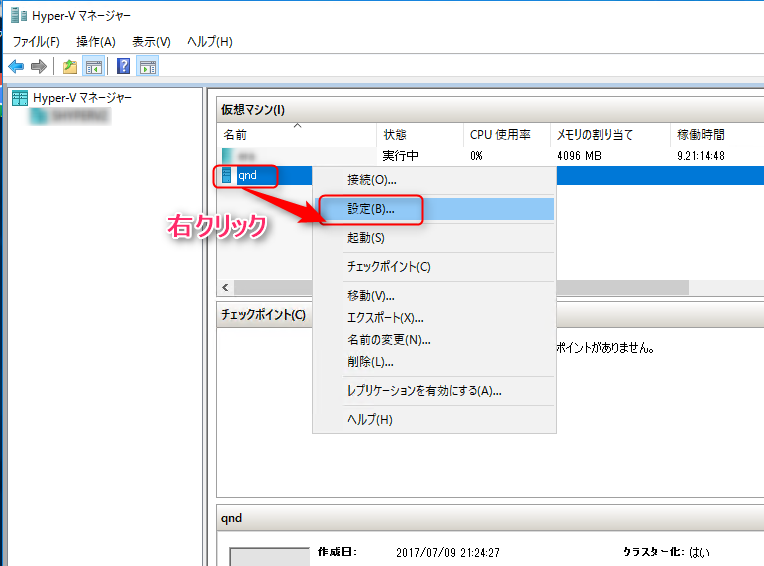 Hyper-V マネージャー
ファイル(F) 操作(A) 表示(V) ヘルプ(H)
Hyper-V マネージャー
仮想マシン(I)
名前 状態 CPU 使用率 メモリの割り当て 稼働時間
実行中 0% 4096 MB 9.21:14:48
qnd
接続(O)...
設定(B)...
右クリック
起動(S)
チェックポイント(C)
移動(V)...
エクスポート(X)...
名前の変更(N)...
削除(L)...
レプリケーションを有効にする(A)...
ヘルプ(H)
チェックポイント(C)
ポイントがありません。
qnd
作成日: 2017/07/09 21:24:27 クラスター化: はい